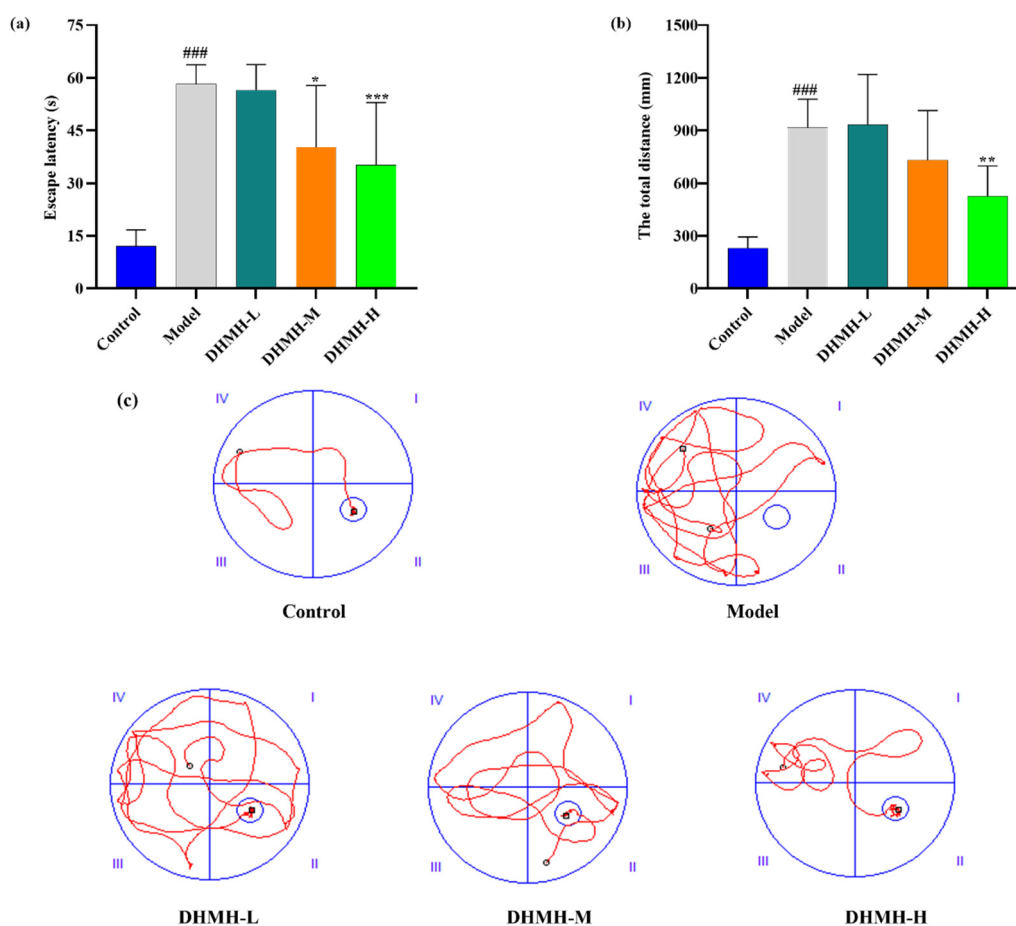 (a)
Escape latency (s)
75
60
45
30
15
0
###
*
***
Control
Model
DHMH-L
DHMH-M
DHMH-H
(b)
The total distance (mm)
1500
1200
900
600
300
0
###
**
Control
Model
DHMH-L
DHMH-M
DHMH-H
(c)
IV I
III II
Control
IV I
III II
Model
IV I
III II
DHMH-L
IV I
III II
DHMH-M
IV I
III II
DHMH-H